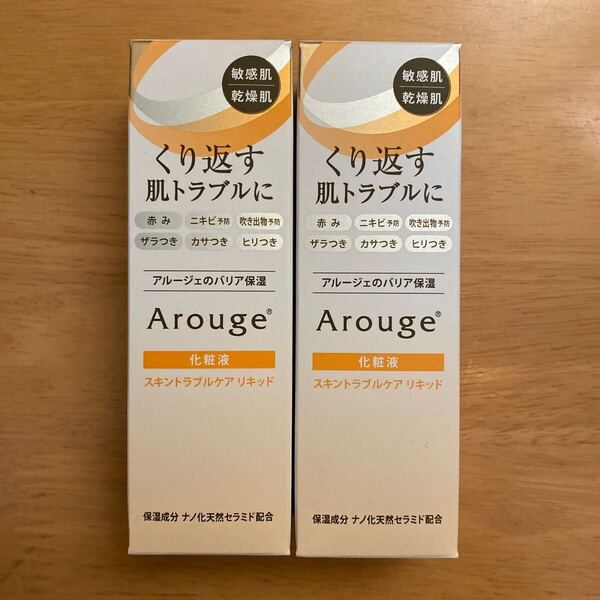 敏感肌
乾燥肌
くり返す
肌トラブルに
赤み ニキビ予防 吹き出物予防
ザラつき カサつき ヒリつき
アルージェのバリア保湿
Arouge®
化粧液
スキントラブルケア リキッド
保湿成分 ナノ化天然セラミド配合
敏感肌
乾燥肌
くり返す
肌トラブルに
赤み ニキビ予防 吹き出物予防
ザラつき カサつき ヒリつき
アルージェのバリア保湿
Arouge®
化粧液
スキントラブルケア リキッド
保湿成分 ナノ化天然セラミド配合